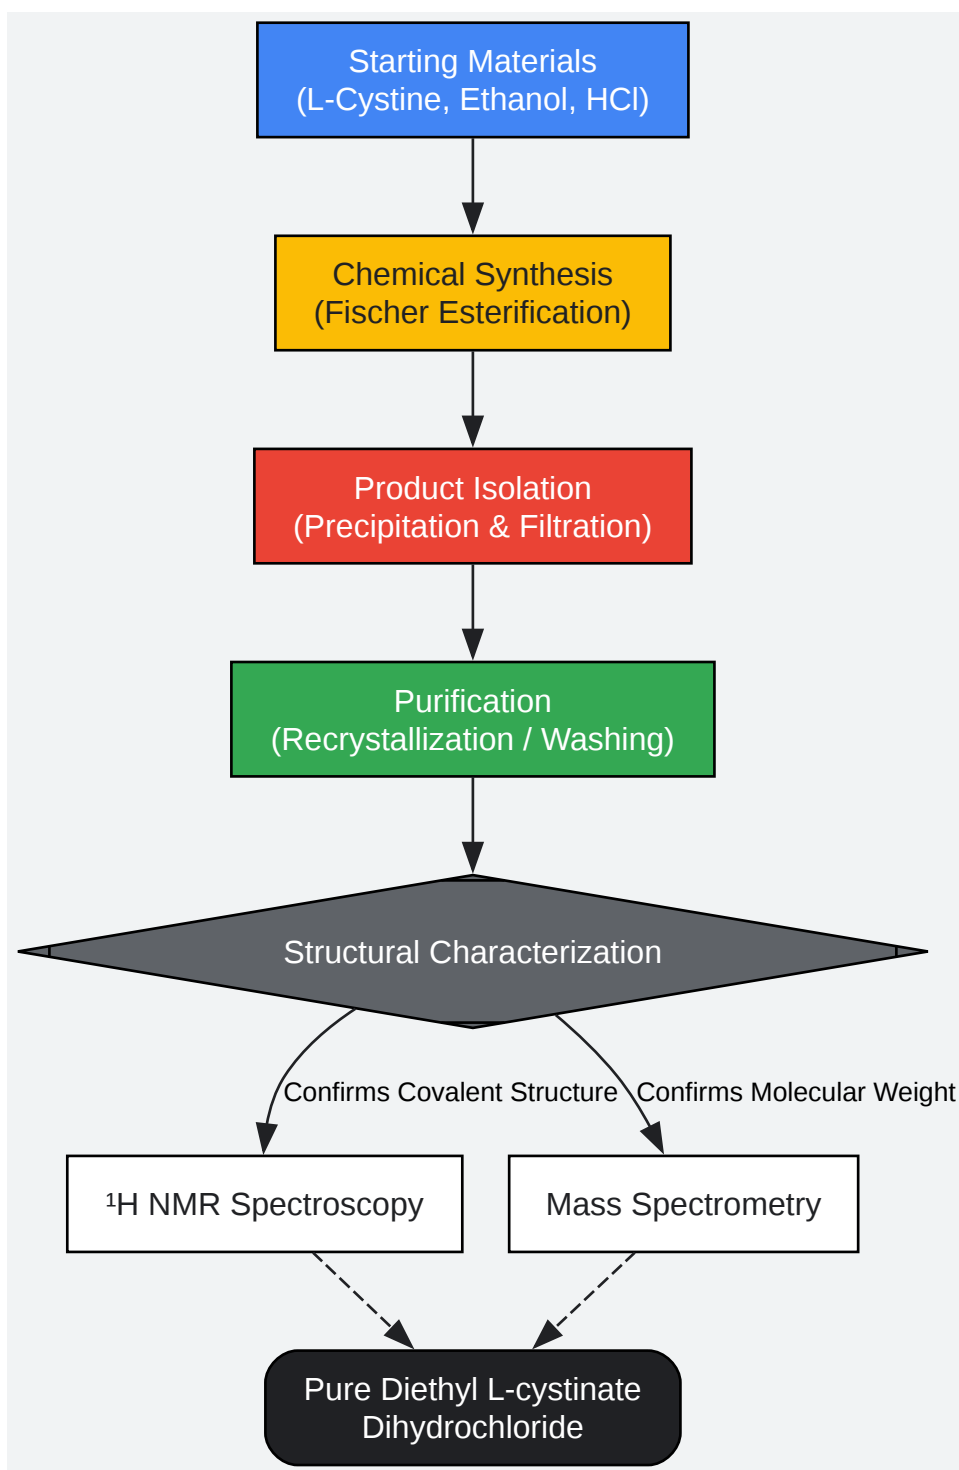 Starting Materials
(L-Cystine, Ethanol, HCl)
Chemical Synthesis
(Fischer Esterification)
Product Isolation
(Precipitation & Filtration)
Purification
(Recrystallization / Washing)
Structural Characterization
Confirms Covalent Structure
Confirms Molecular Weight
¹H NMR Spectroscopy
Mass Spectrometry
Pure Diethyl L-cystinate
Dihydrochloride